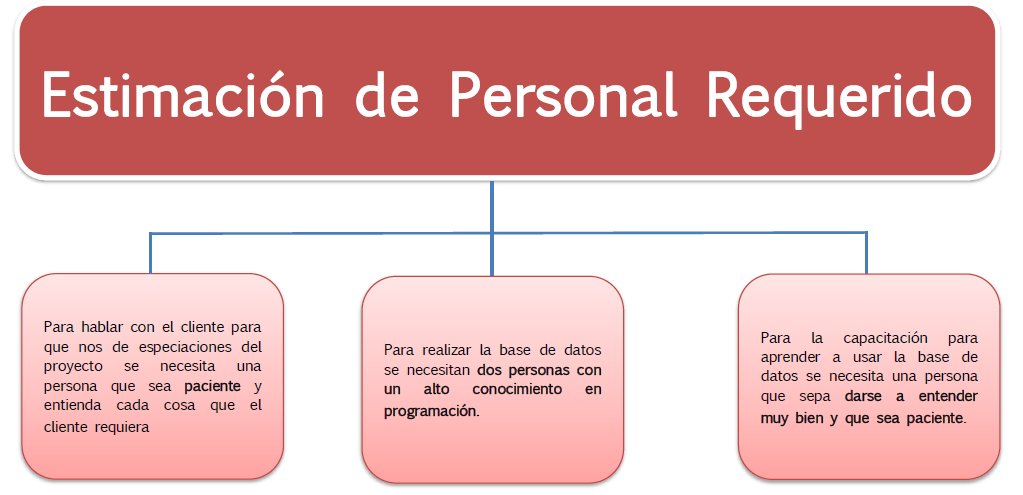 Estimación de Personal Requerido
Para hablar con el cliente para
que nos de especiaciones del
proyecto se necesita una
persona que sea paciente y
entienda cada cosa que el
cliente requiera
Para realizar la base de datos
se necesitan dos personas con
un alto conocimiento en
programación.
Para la capacitación para
aprender a usar la base de
datos se necesita una persona
que sepa darse a entender
muy bien y que sea paciente.